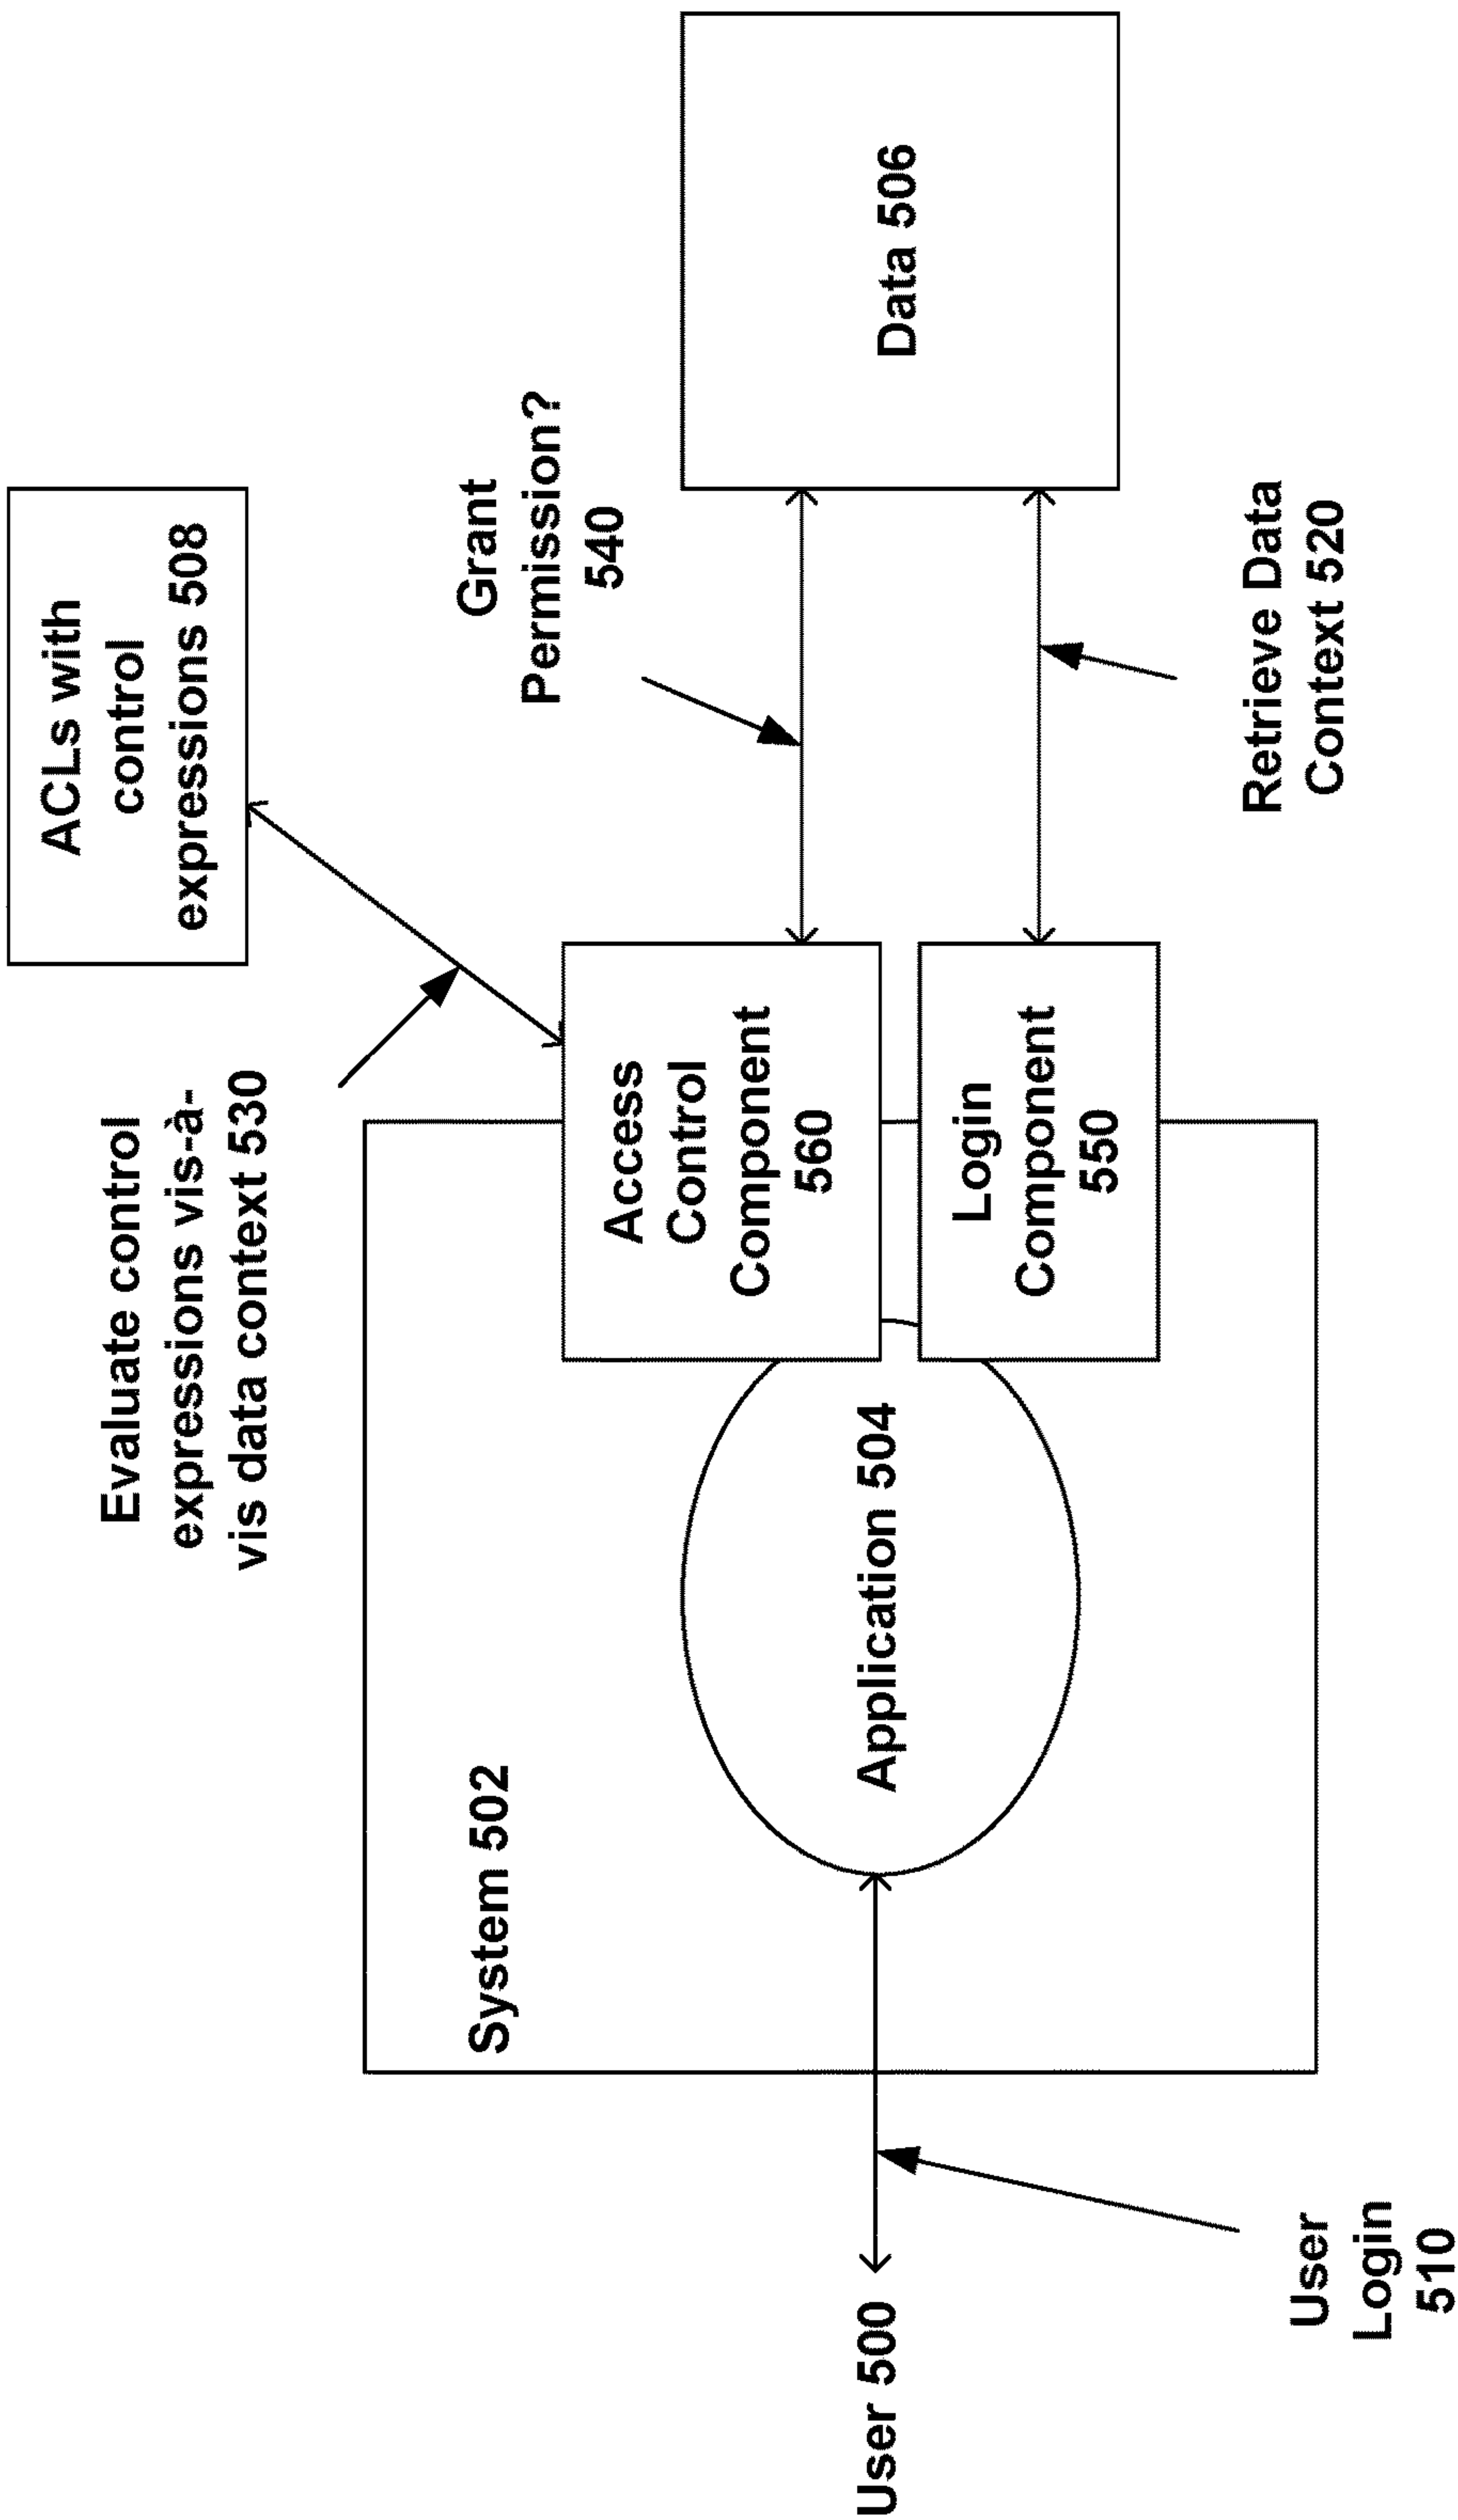 ACLs with
control
expressions 508
Evaluate control
expressions vis-à-
vis data context 530
Grant
Permission?
540
System 502
Access
Control
Component
560
Data 506
User 500
Application 504
Login
Component
550
Retrieve Data
Context 520
User
Login
510